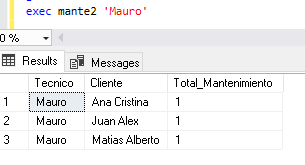 exec mante2 'Mauro'
0 %
Results Messages
Tecnico Cliente Total_Mantenimiento
1 Mauro Ana Cristina 1
2 Mauro Juan Alex 1
3 Mauro Matias Alberto 1